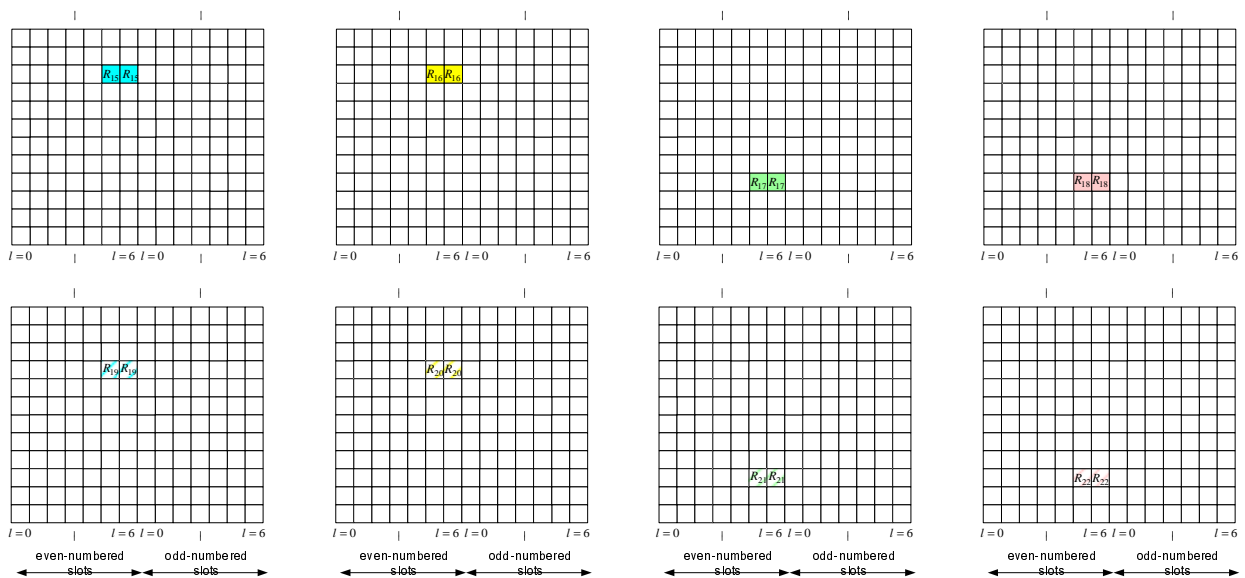 R15 R15 R16 R16 R17 R17 R18 R18
l = 0 l = 6 l = 0 l = 6 l = 0 l = 6 l = 0 l = 6 l = 0 l = 6 l = 0 l = 6 l = 0 l = 6 l = 0 l = 6
R19 R19 R20 R20 R21 R21 R22 R22
l = 0 l = 6 l = 0 l = 6 l = 0 l = 6 l = 0 l = 6 l = 0 l = 6 l = 0 l = 6 l = 0 l = 6 l = 0 l = 6
even-numbered odd-numbered even-numbered odd-numbered even-numbered odd-numbered even-numbered odd-numbered
slots slots slots slots slots slots slots slots